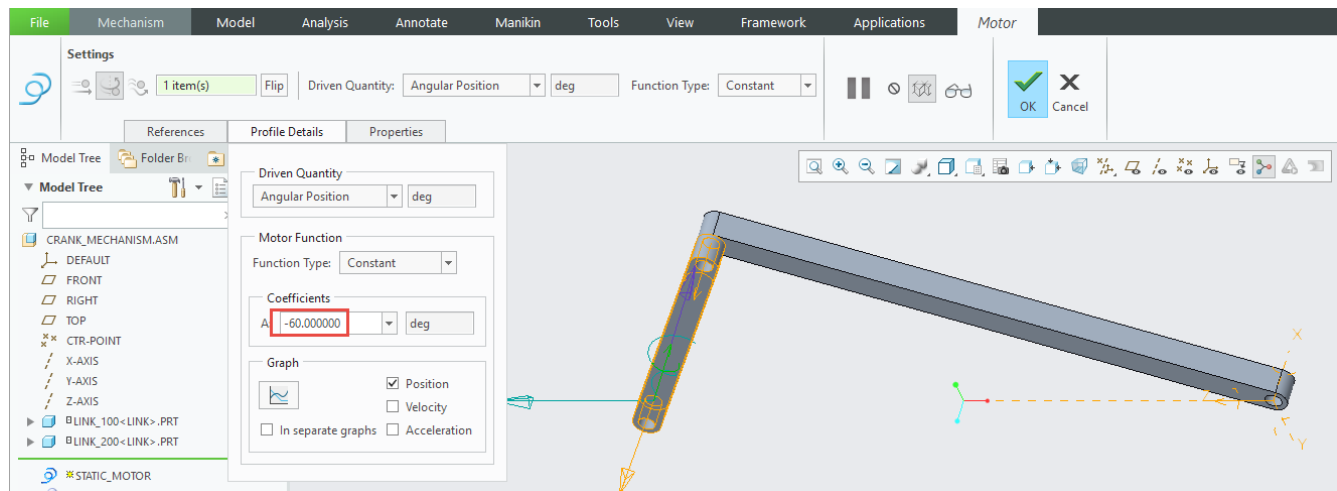 File Mechanism Model Analysis Annotate Manikin Tools View Framework Applications Motor
Settings
1 item(s) Flip Driven Quantity: Angular Position deg Function Type: Constant
OK Cancel
References Profile Details Properties
Model Tree Folder Br
Driven Quantity
Model Tree
Angular Position deg
Motor Function
CRANK_MECHANISM.ASM
Function Type: Constant
DEFAULT
FRONT
RIGHT
Coefficients
TOP
A -60.000000 deg
CTR-POINT
X-AXIS
Graph
Y-AXIS
Position
Z-AXIS
Velocity
LINK_100<LINK>.PRT
In separate graphs Acceleration
LINK_200<LINK>.PRT
STATIC_MOTOR
X
Y